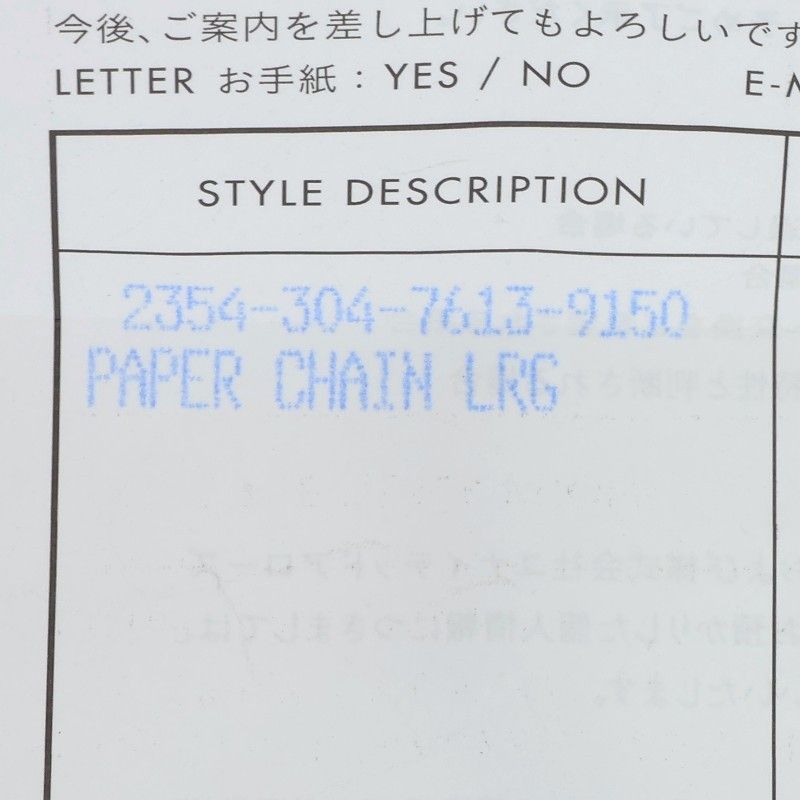 今後、ご案内を差し上げてもよろしいです
LETTER お手紙 : YES / NO E-M
STYLE DESCRIPTION
2354-304-7613-9150
PAPER CHAIN LRG